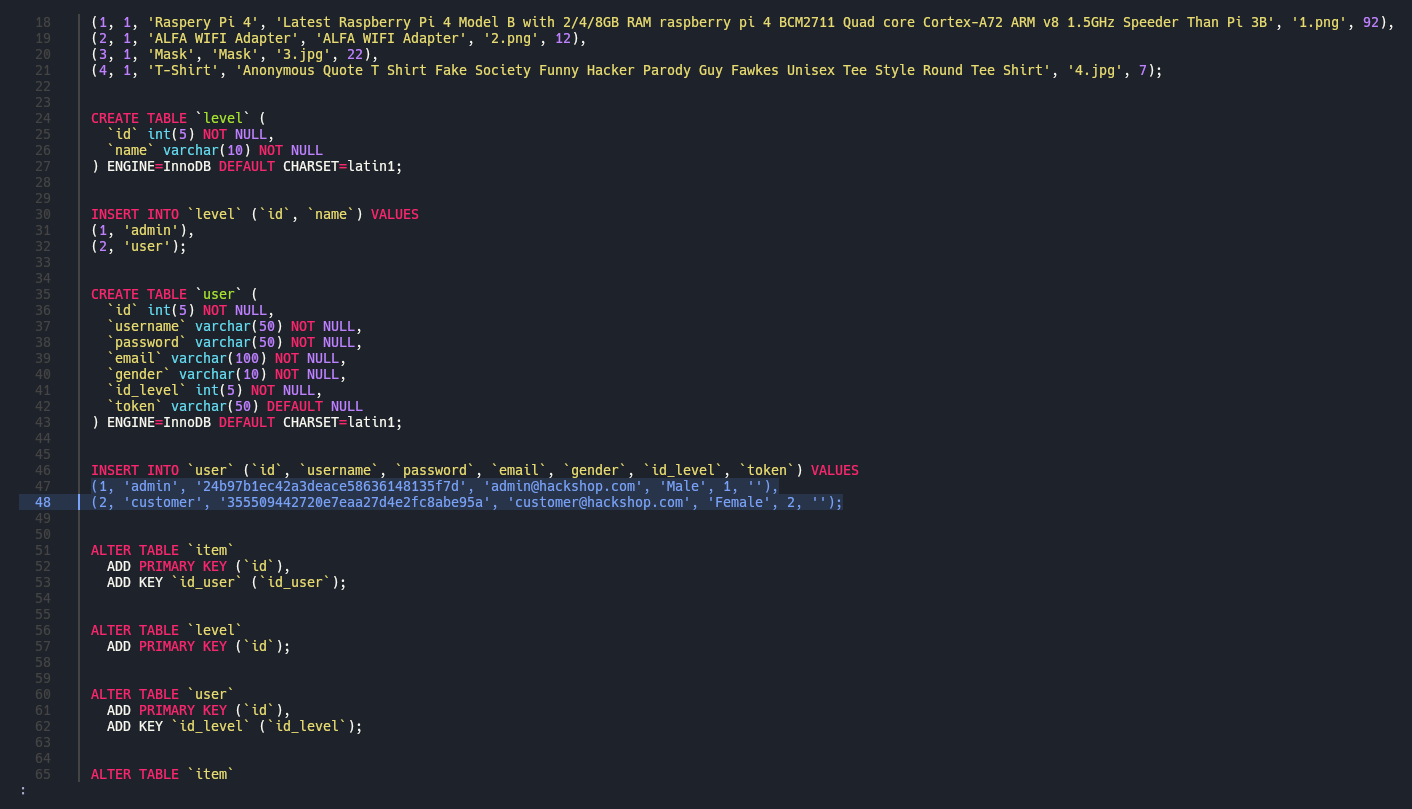 18 (1, 1, 'Raspery Pi 4', 'Latest Raspberry Pi 4 Model B with 2/4/8GB RAM raspberry pi 4 BCM2711 Quad core Cortex-A72 ARM v8 1.5GHz Speeder Than Pi 3B', '1.png', 92),
19 (2, 1, 'ALFA WIFI Adapter', 'ALFA WIFI Adapter', '2.png', 12),
20 (3, 1, 'Mask', 'Mask', '3.jpg', 22),
21 (4, 1, 'T-Shirt', 'Anonymous Quote T Shirt Fake Society Funny Hacker Parody Guy Fawkes Unisex Tee Style Round Tee Shirt', '4.jpg', 7);
22
23
24 CREATE TABLE `level` (
25   `id` int(5) NOT NULL,
26   `name` varchar(10) NOT NULL
27 ) ENGINE=InnoDB DEFAULT CHARSET=latin1;
28
29
30 INSERT INTO `level` (`id`, `name`) VALUES
31 (1, 'admin'),
32 (2, 'user');
33
34
35 CREATE TABLE `user` (
36   `id` int(5) NOT NULL,
37   `username` varchar(50) NOT NULL,
38   `password` varchar(50) NOT NULL,
39   `email` varchar(100) NOT NULL,
40   `gender` varchar(10) NOT NULL,
41   `id_level` int(5) NOT NULL,
42   `token` varchar(50) DEFAULT NULL
43 ) ENGINE=InnoDB DEFAULT CHARSET=latin1;
44
45
46 INSERT INTO `user` (`id`, `username`, `password`, `email`, `gender`, `id_level`, `token`) VALUES
47 (1, 'admin', '24b97b1ec42a3deace58636148135f7d', 'admin@hackshop.com', 'Male', 1, ''),
48 (2, 'customer', '355509442720e7eaa27d4e2fc8abe95a', 'customer@hackshop.com', 'Female', 2, '');
49
50
51 ALTER TABLE `item`
52   ADD PRIMARY KEY (`id`),
53   ADD KEY `id_user` (`id_user`);
54
55
56 ALTER TABLE `level`
57   ADD PRIMARY KEY (`id`);
58
59
60 ALTER TABLE `user`
61   ADD PRIMARY KEY (`id`),
62   ADD KEY `id_level` (`id_level`);
63
64
65 ALTER TABLE `item`
: